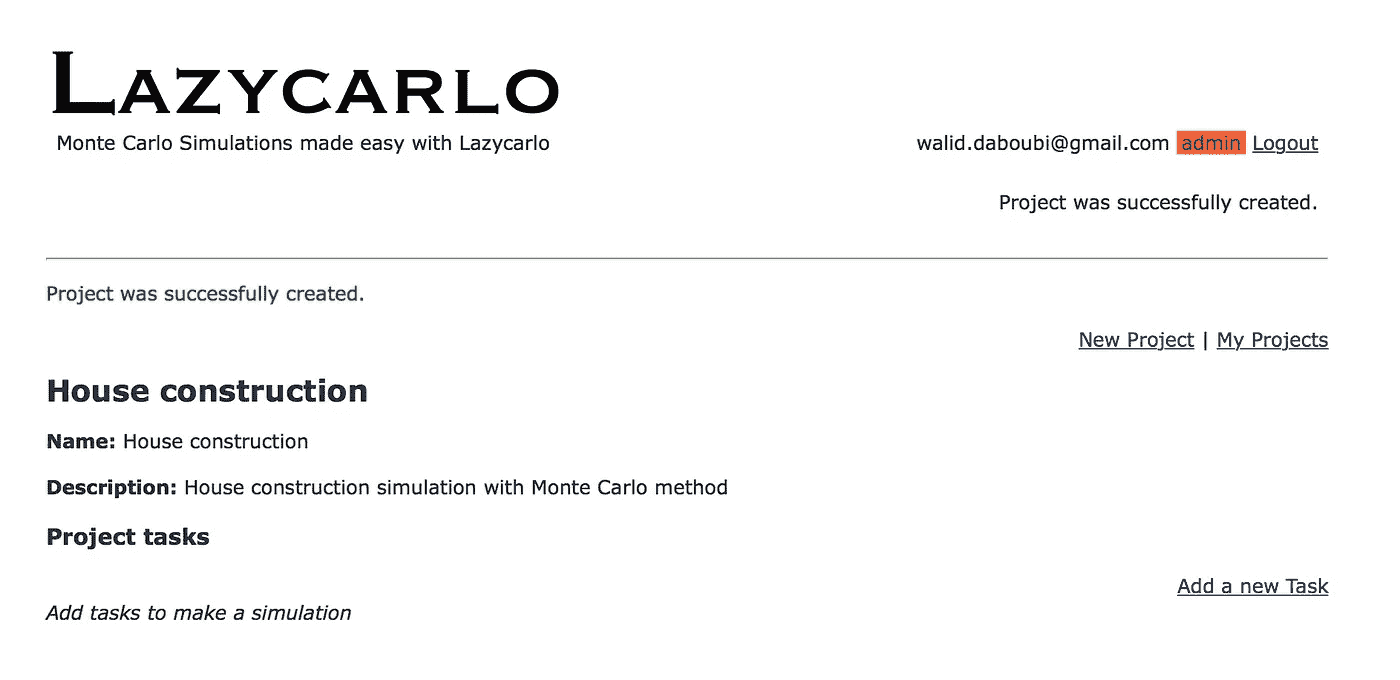 LAZYCARLO
Monte Carlo Simulations made easy with Lazycarlo
walid.daboubi@gmail.com admin Logout
Project was successfully created.
Project was successfully created.
New Project | My Projects
House construction
Name: House construction
Description: House construction simulation with Monte Carlo method
Project tasks
Add a new Task
Add tasks to make a simulation